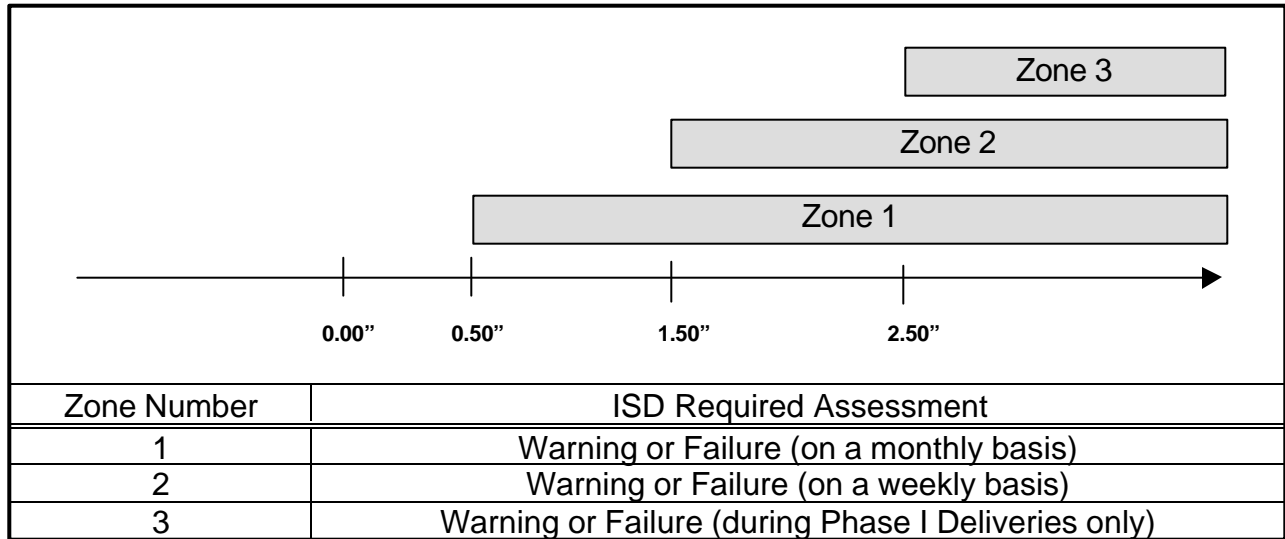 Zone 3
Zone 2
Zone 1
0.00” 0.50” 1.50” 2.50”
Zone Number ISD Required Assessment
1 Warning or Failure (on a monthly basis)
2 Warning or Failure (on a weekly basis)
3 Warning or Failure (during Phase I Deliveries only)